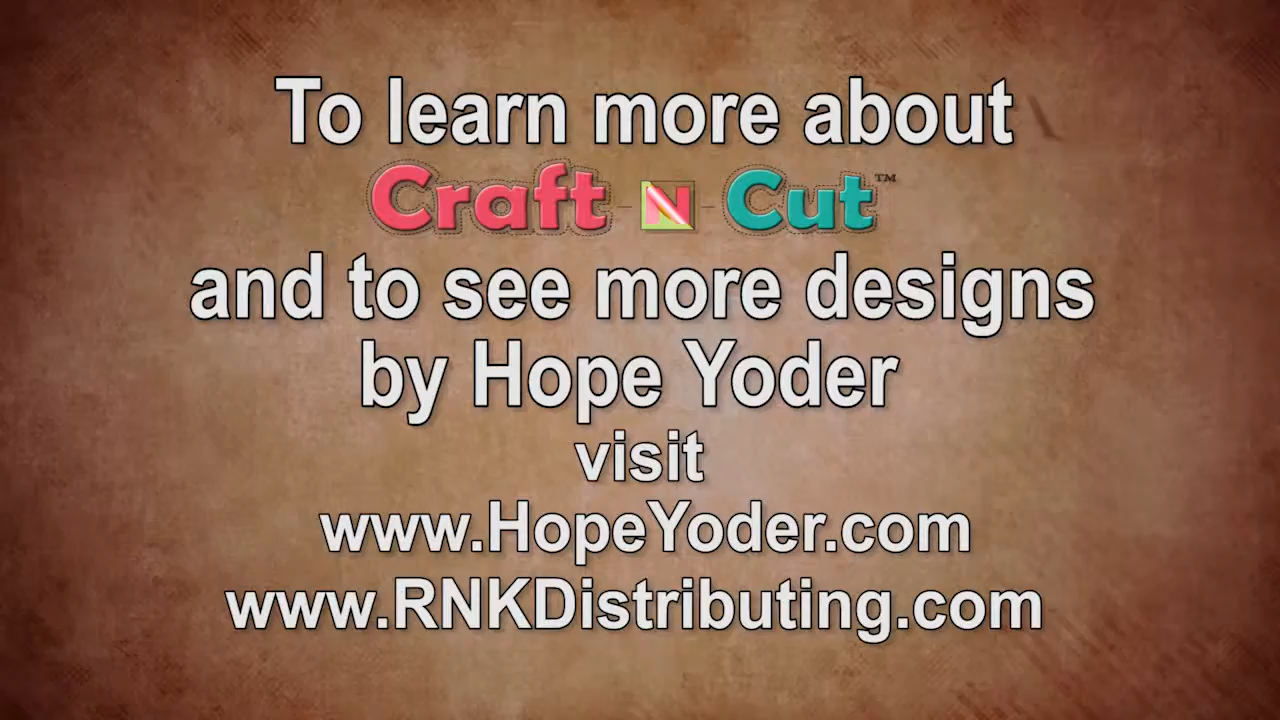 To learn more about
Craft N Cut™
and to see more designs
by Hope Yoder
visit
www.HopeYoder.com
www.RNKDistributing.com